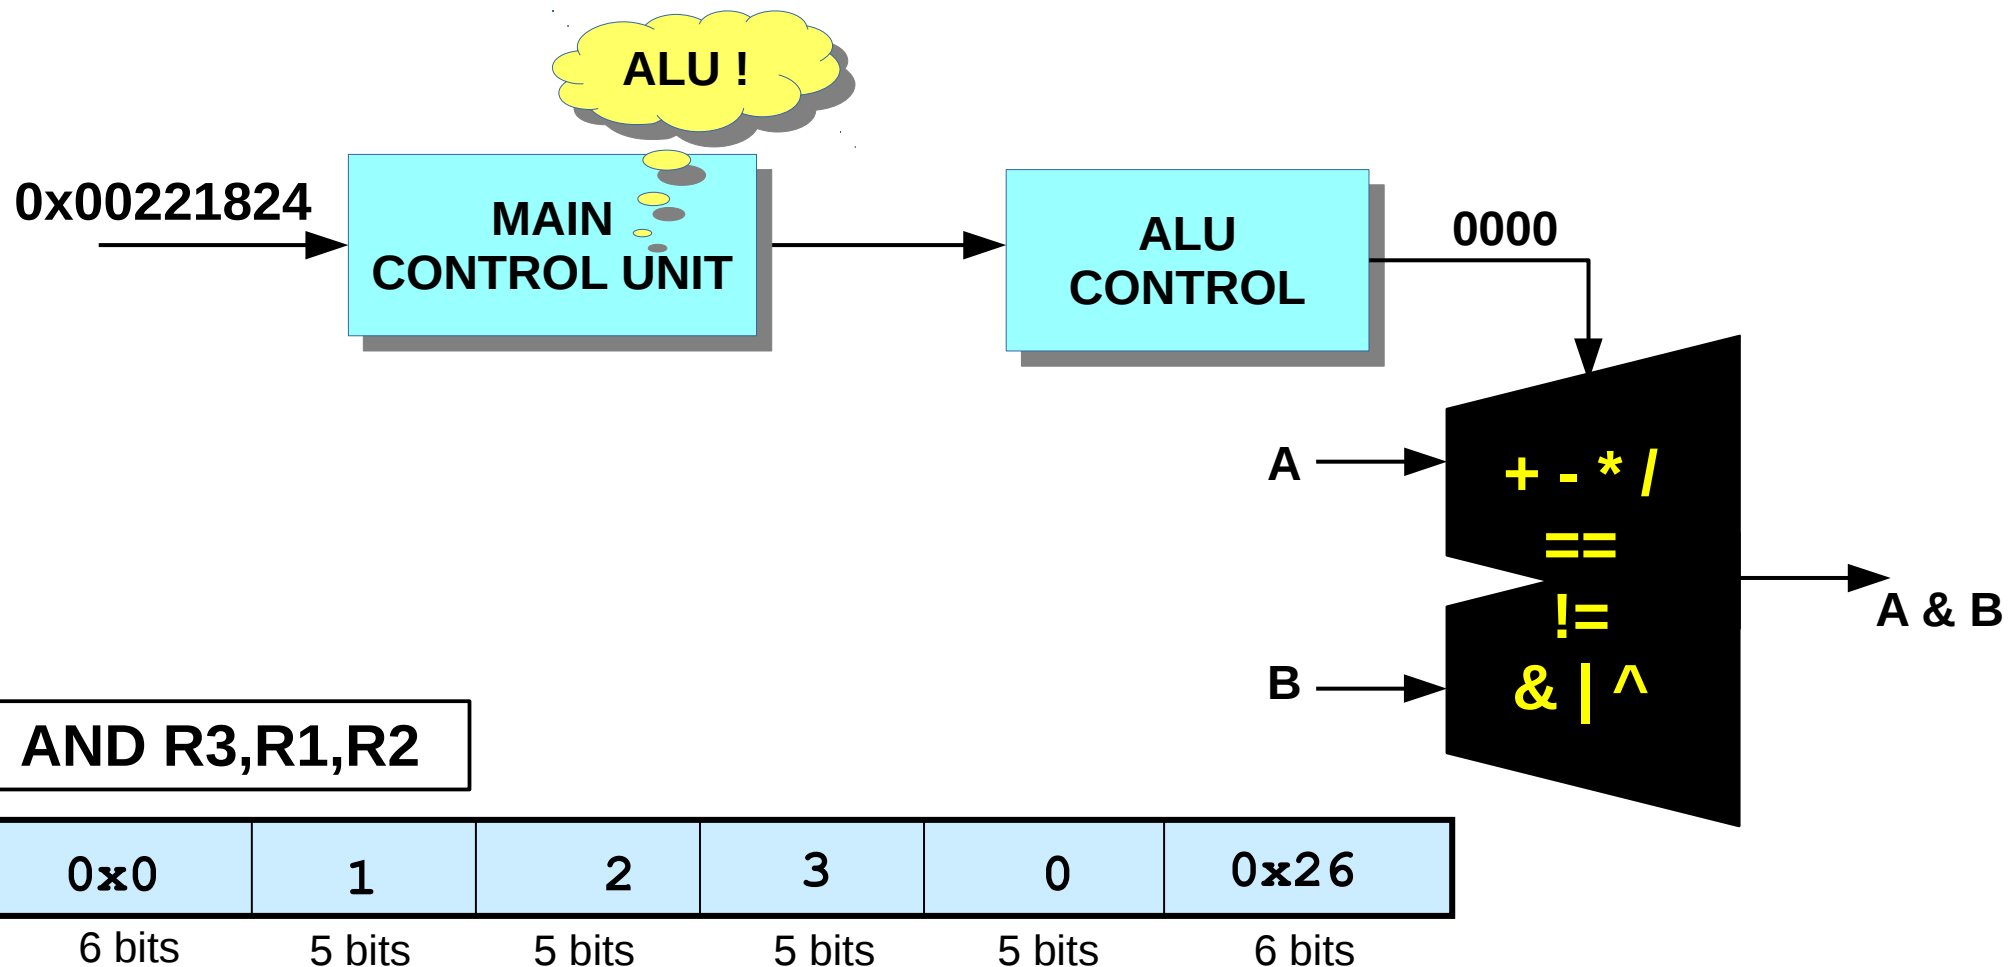 ALU !
0x00221824
MAIN
CONTROL UNIT
ALU
CONTROL
0000
A
B
+ - * /
==
!=
& | ^
A & B
AND R3,R1,R2
0x0 1 2 3 0 0x26
6 bits 5 bits 5 bits 5 bits 5 bits 6 bits